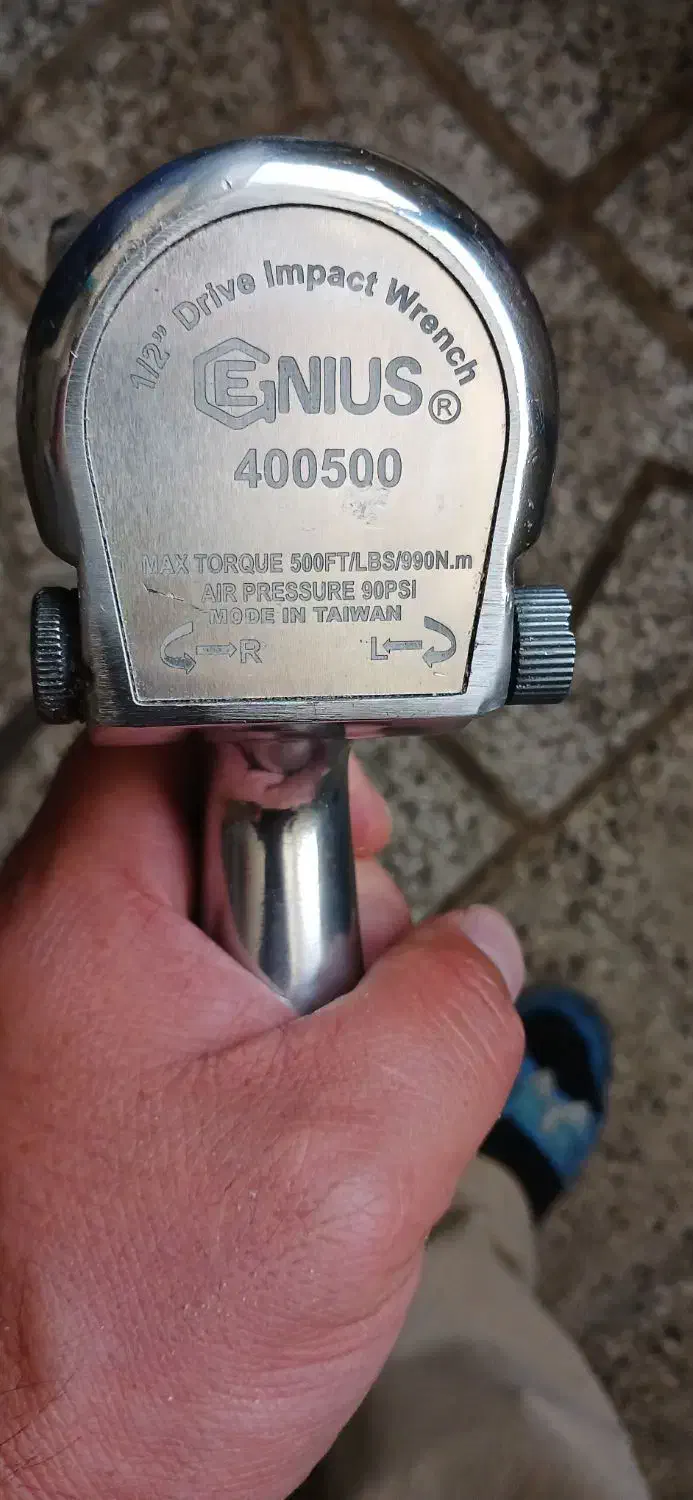 1/2” Drive Impact Wrench
GENIUS®
400500
MAX TORQUE 500FT/LBS/990N.m
AIR PRESSURE 90PSI
MODE IN TAIWAN
R L